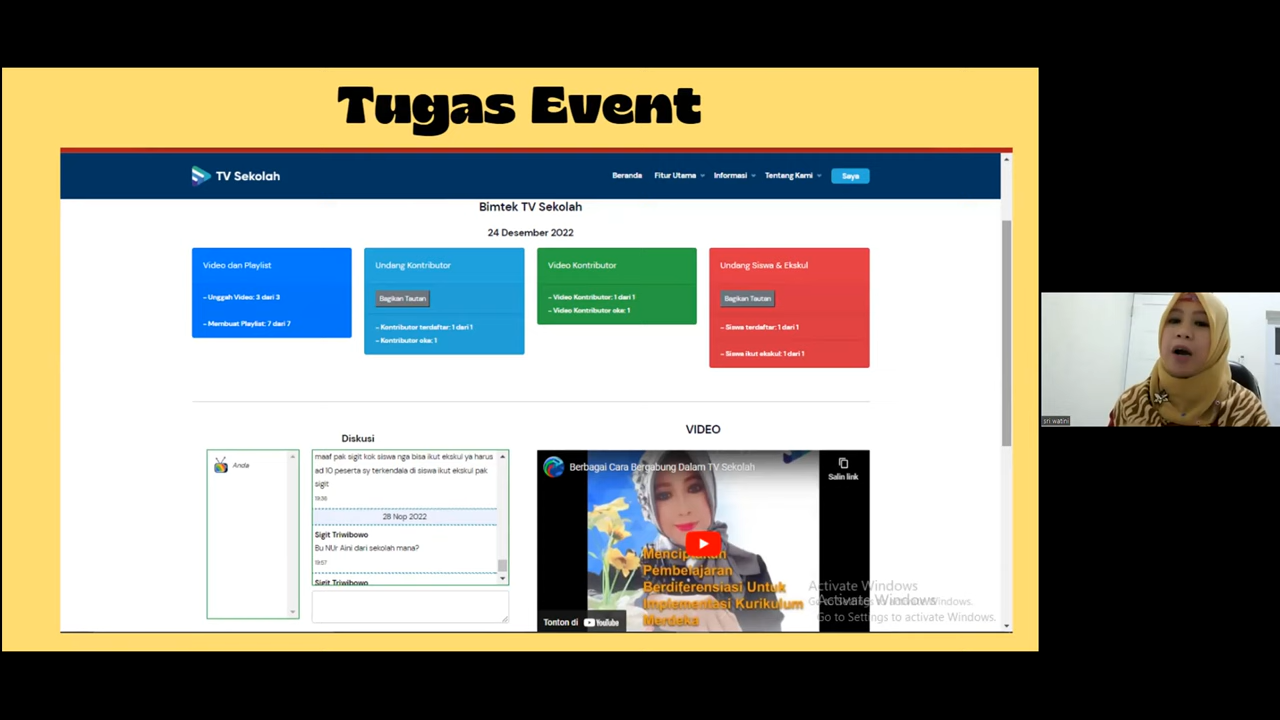 Tugas Event
TV Sekolah
Beranda
Fitur Utama
Informasi
Tentang Kami
Saya
Bimtek TV Sekolah
24 Desember 2022
Video dan Playlist
- Unggah Video: 3 dari 3
- Membuat Playlist: 7 dari 7
Undang Kontributor
Bagikan Tautan
- Kontributor terdaftar: 1 dari 1
- Kontributor oke: 1
Video Kontributor
- Video Kontributor: 1 dari 1
- Video Kontributor oke: 1
Undang Siswa & Ekskul
Bagikan Tautan
- Siswa terdaftar: 1 dari 1
- Siswa ikut ekskul: 1 dari 1
Diskusi
Anda
maaf pak sigit kok siswa nga bisa ikut ekskul ya harus
ad 10 peserta sy terkendala di siswa ikut ekskul pak
sigit
28 Nop 2022
Sigit Triwibowo
Bu NUr Aini dari sekolah mana?
19:57
Sigit Triwibowo
VIDEO
Berbagai Cara Bergabung Dalam TV Sekolah
Salin link
Menciptakan
Pembelajaran
Berdiferensiasi Untuk
Implementasi Kurikulum
Merdeka
Tonton di YouTube
Activate Windows
Activate Windows
Go to Settings to activate Windows.
sri watini